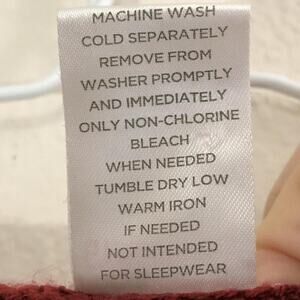 MACHINE WASH
COLD SEPARATELY
REMOVE FROM
WASHER PROMPTLY
AND IMMEDIATELY
ONLY NON-CHLORINE
BLEACH
WHEN NEEDED
TUMBLE DRY LOW
WARM IRON
IF NEEDED
NOT INTENDED
FOR SLEEPWEAR